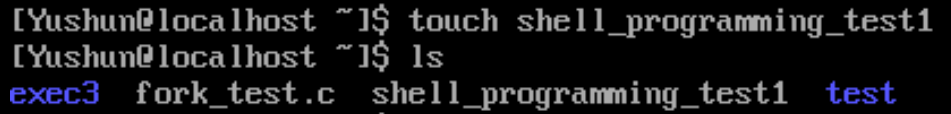 [Yushun@localhost ~]$ touch shell_programming_test1
[Yushun@localhost ~]$ ls
exec3  fork_test.c  shell_programming_test1  test